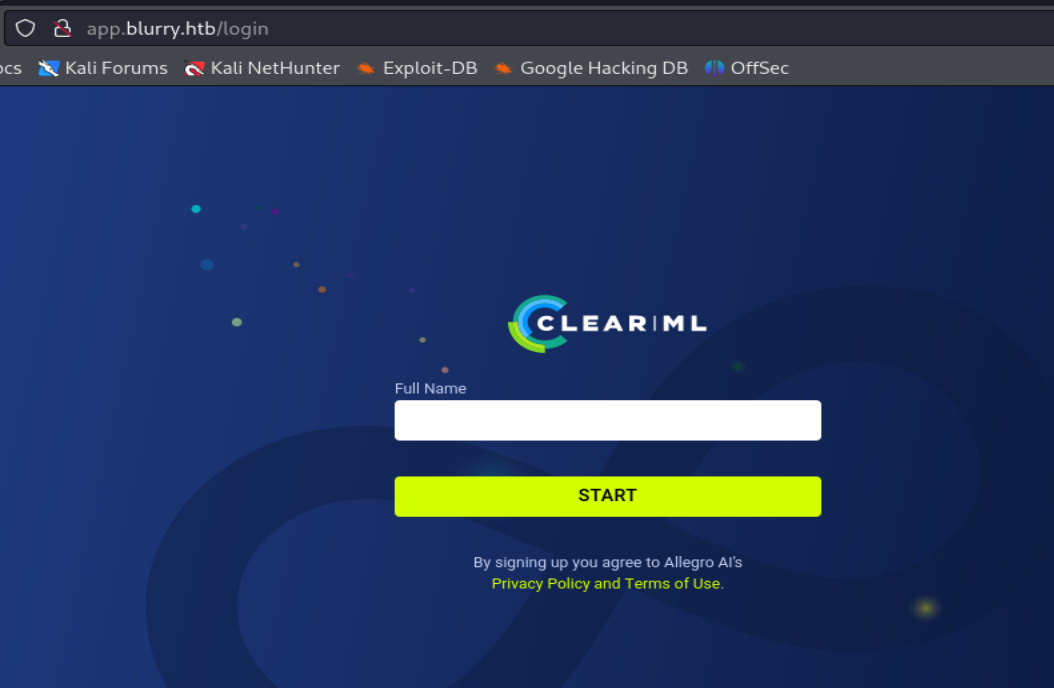 app.blurry.htb/login
ocs Kali Forums Kali NetHunter Exploit-DB Google Hacking DB OffSec
CLEAR|ML
Full Name
START
By signing up you agree to Allegro AI's
Privacy Policy and Terms of Use.